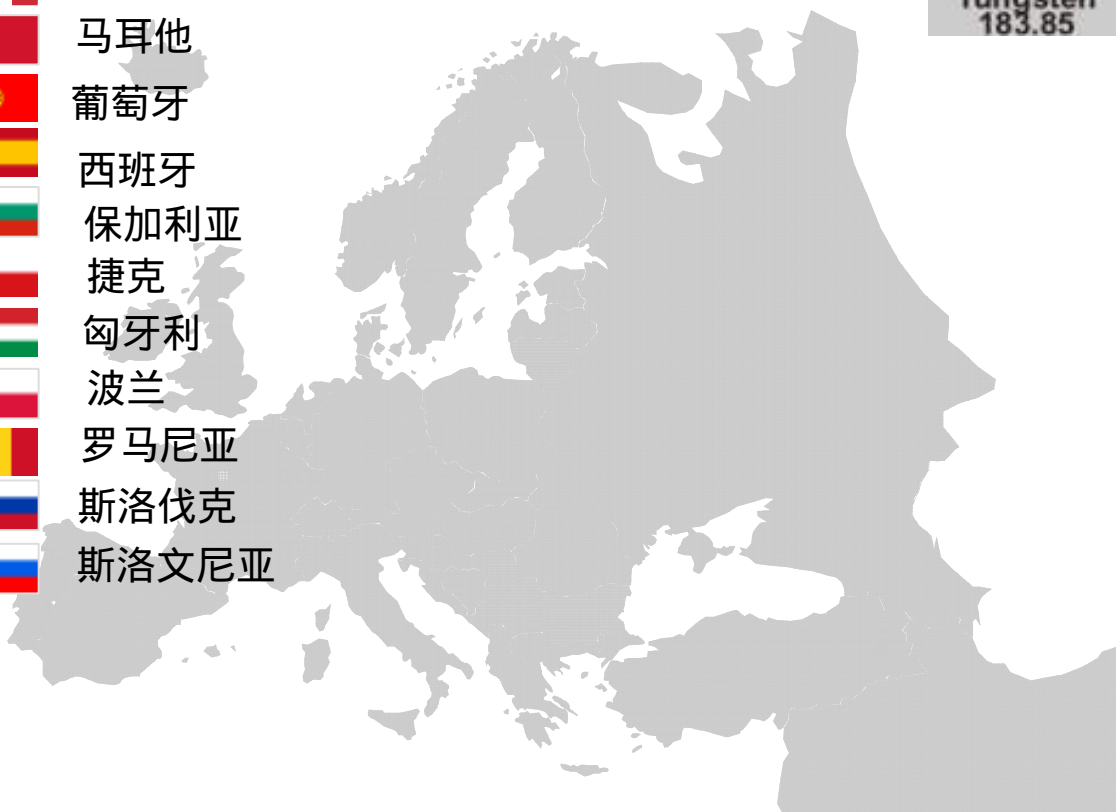 Tungsten
183.85
马耳他
葡萄牙
西班牙
保加利亚
捷克
匈牙利
波兰
罗马尼亚
斯洛伐克
斯洛文尼亚